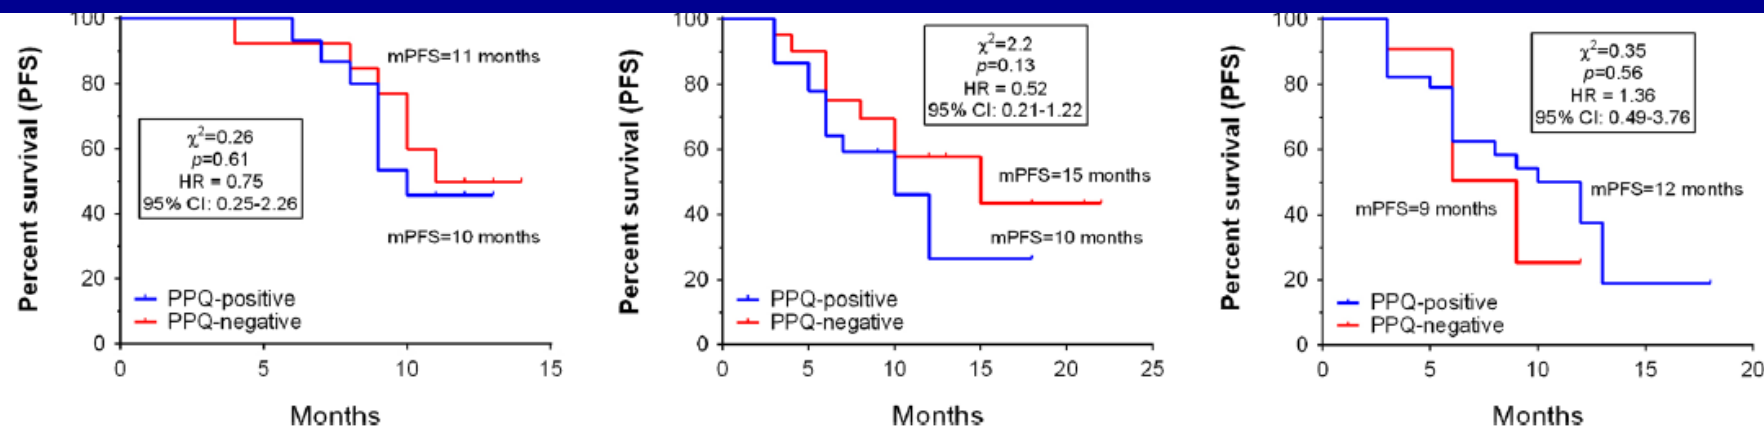 Percent survival (PFS)
100
80
60
40
20
0
mPFS=11 months
χ²=0.26
p=0.61
HR = 0.75
95% CI: 0.25-2.26
mPFS=10 months
PPQ-positive
PPQ-negative
0
5
10
15
Months
Percent survival (PFS)
100
80
60
40
20
0
χ²=2.2
p=0.13
HR = 0.52
95% CI: 0.21-1.22
mPFS=15 months
mPFS=10 months
PPQ-positive
PPQ-negative
0
5
10
15
20
25
Months
Percent survival (PFS)
100
80
60
40
20
0
χ²=0.35
p=0.56
HR = 1.36
95% CI: 0.49-3.76
mPFS=12 months
mPFS=9 months
PPQ-positive
PPQ-negative
0
5
10
15
20
Months